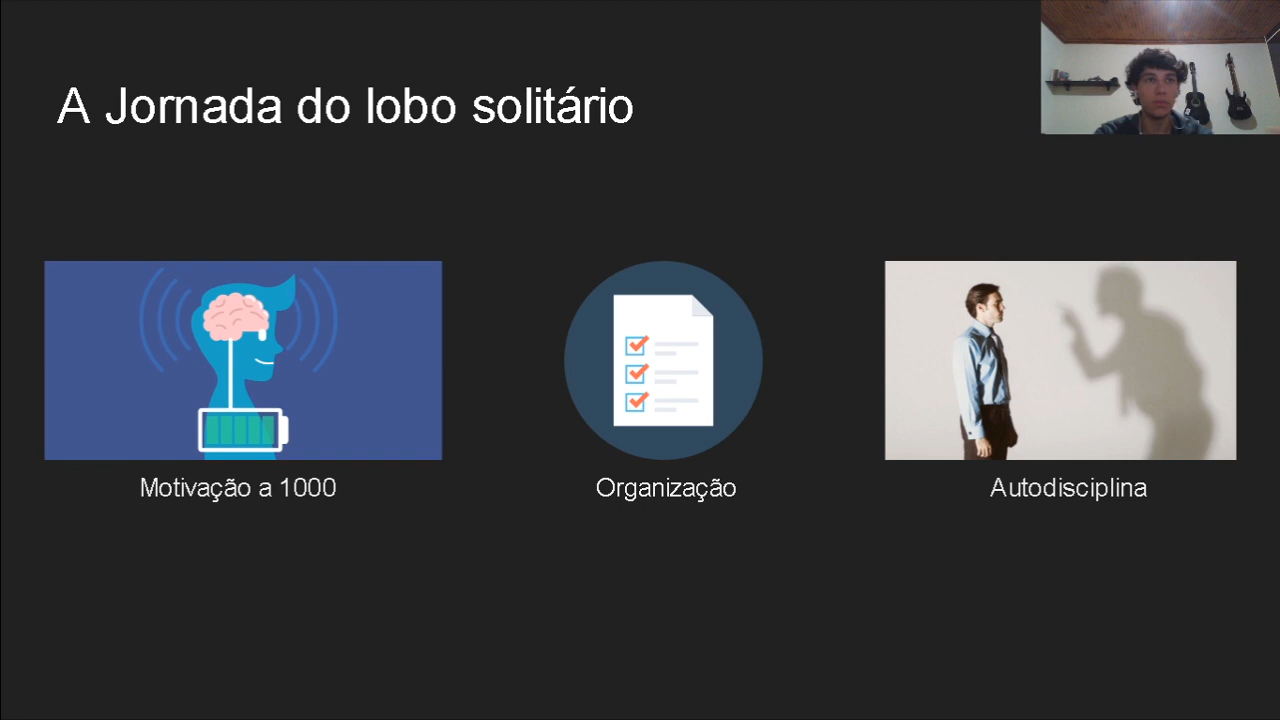 A Jornada do lobo solitário
Motivação a 1000
Organização
Autodisciplina